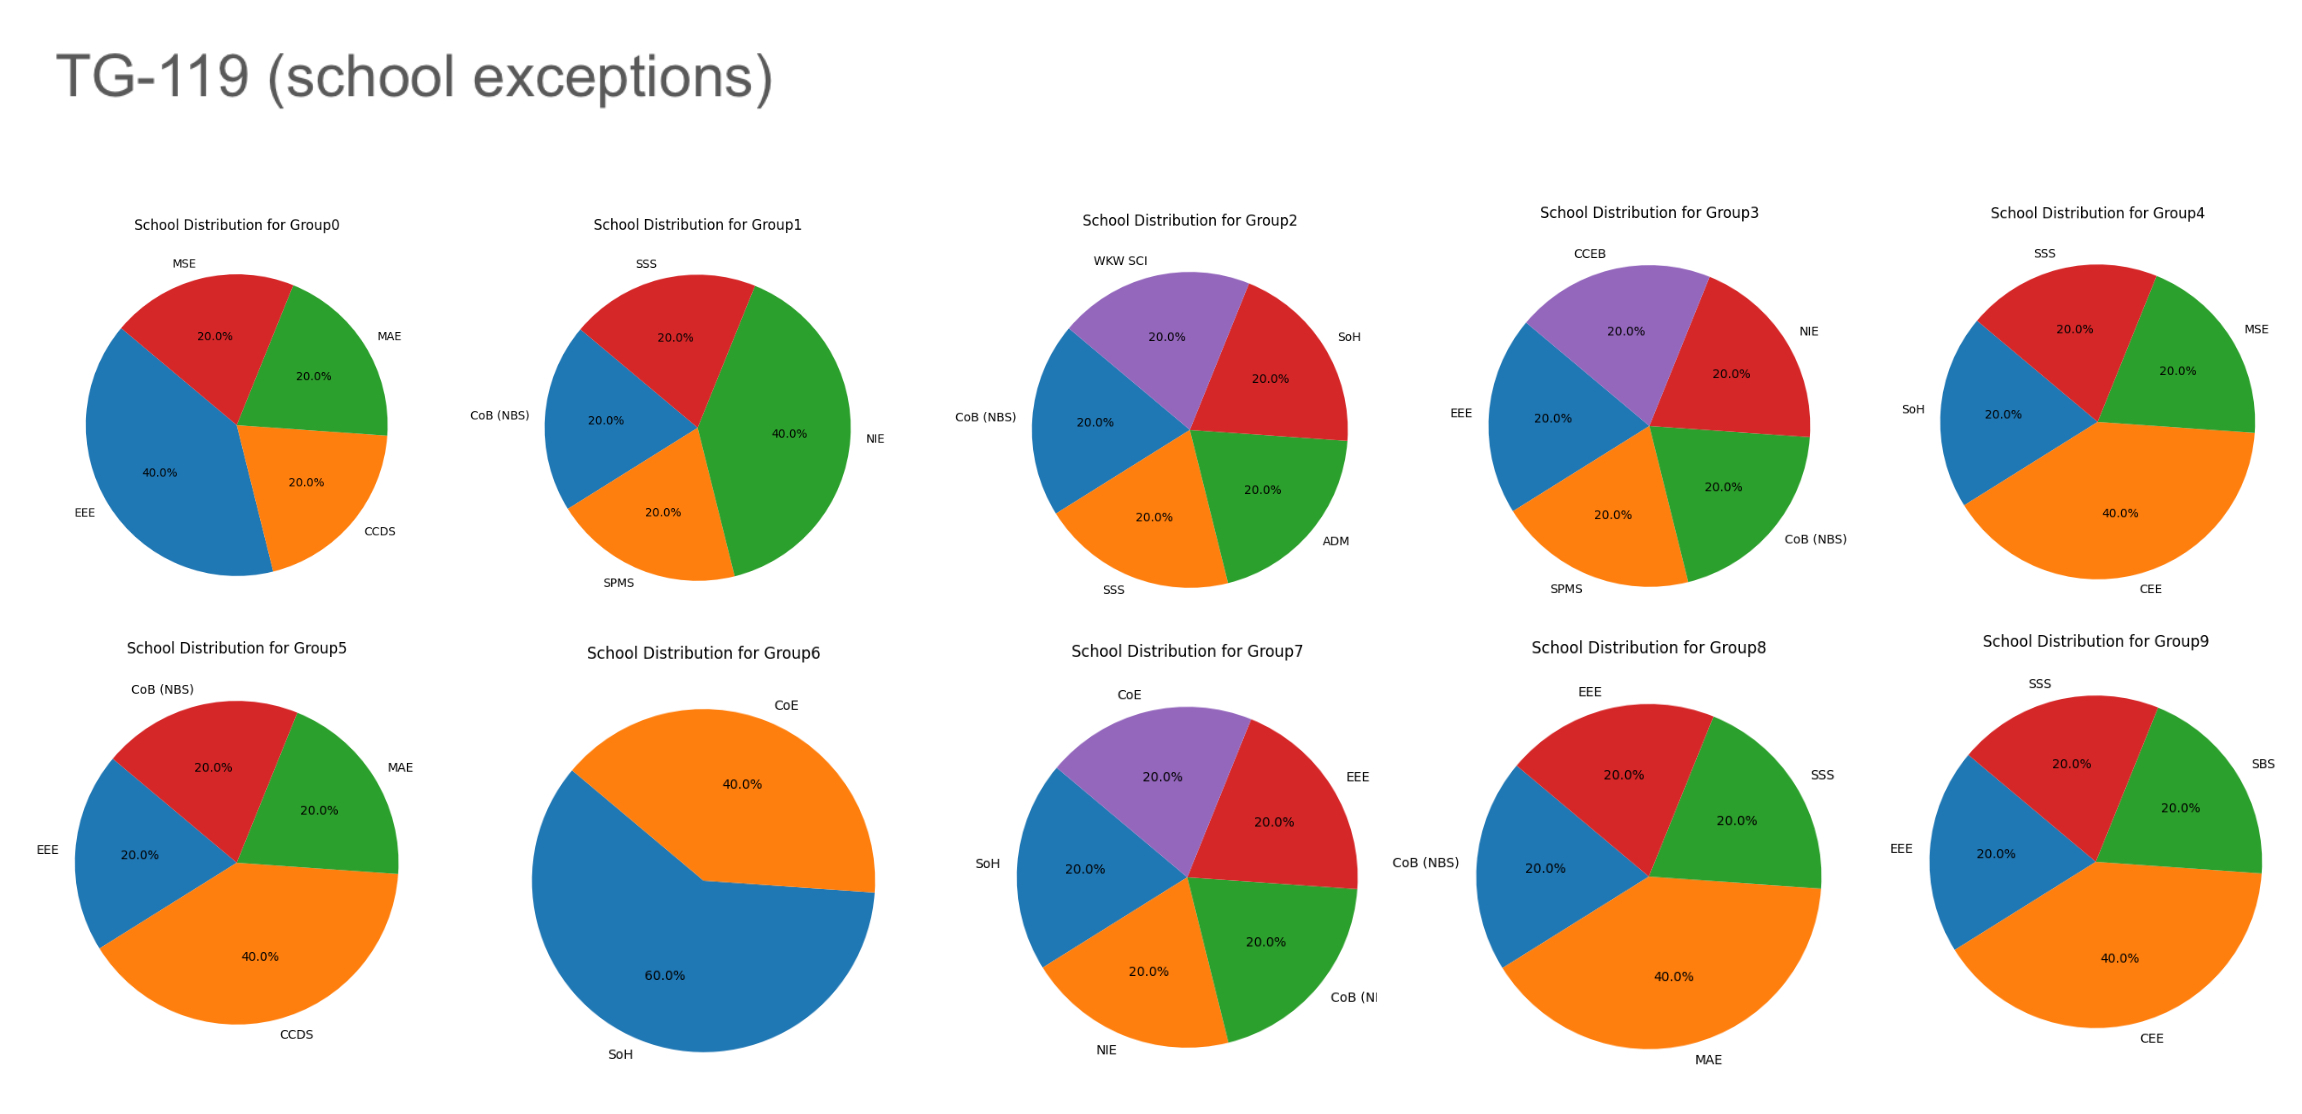 TG-119 (school exceptions)
School Distribution for Group0
MSE
MAE
20.0%
20.0%
40.0%
20.0%
EEE
CCDS
School Distribution for Group1
SSS
20.0%
CoB (NBS)
20.0%
40.0%
NIE
20.0%
SPMS
School Distribution for Group2
WKW SCI
20.0%
SoH
20.0%
CoB (NBS)
20.0%
20.0%
20.0%
ADM
SSS
School Distribution for Group3
CCEB
20.0%
NIE
20.0%
EEE
20.0%
20.0%
20.0%
CoB (NBS)
SPMS
School Distribution for Group4
SSS
20.0%
MSE
20.0%
SoH
20.0%
40.0%
CEE
School Distribution for Group5
CoB (NBS)
20.0%
MAE
20.0%
EEE
20.0%
40.0%
CCDS
School Distribution for Group6
CoE
40.0%
60.0%
SoH
School Distribution for Group7
CoE
20.0%
EEE
20.0%
SoH
20.0%
20.0%
20.0%
CoB (NI
NIE
School Distribution for Group8
EEE
20.0%
SSS
20.0%
CoB (NBS)
20.0%
40.0%
MAE
School Distribution for Group9
SSS
20.0%
SBS
20.0%
EEE
20.0%
40.0%
CEE